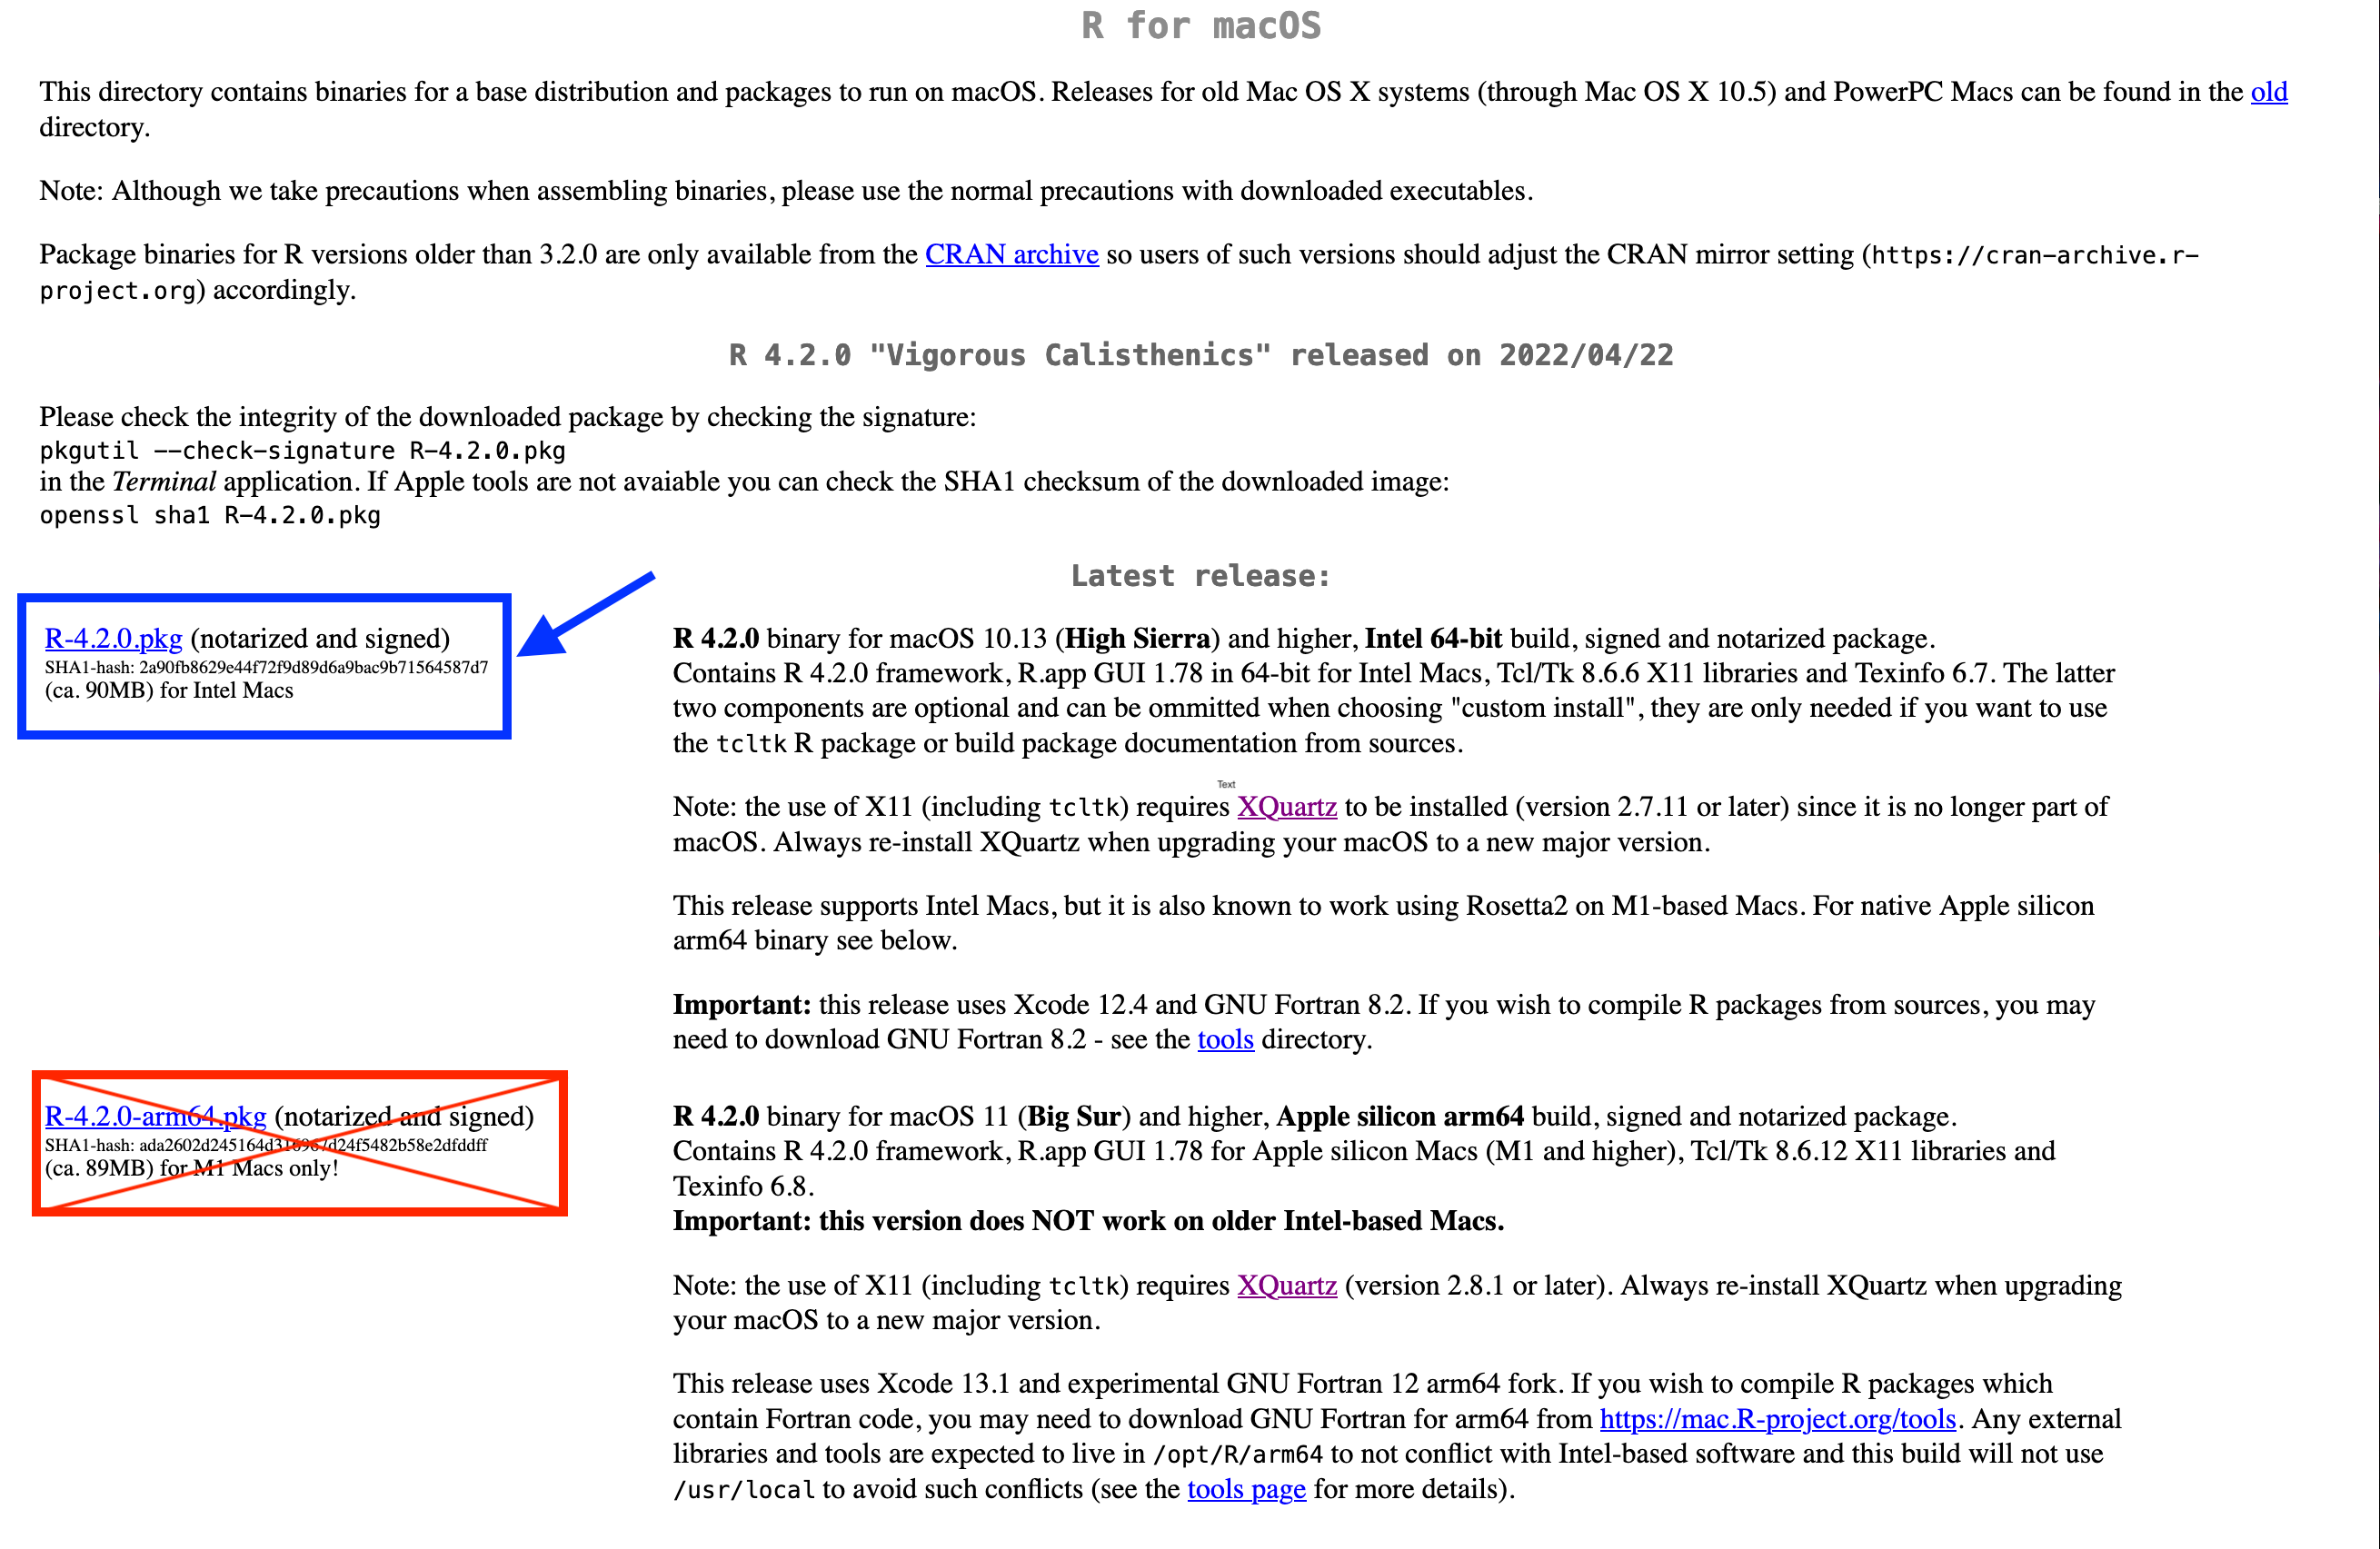 R for macOS
This directory contains binaries for a base distribution and packages to run on macOS. Releases for old Mac OS X systems (through Mac OS X 10.5) and PowerPC Macs can be found in the old
directory.
Note: Although we take precautions when assembling binaries, please use the normal precautions with downloaded executables.
Package binaries for R versions older than 3.2.0 are only available from the CRAN archive so users of such versions should adjust the CRAN mirror setting (https://cran-archive.r-
project.org) accordingly.
R 4.2.0 "Vigorous Calisthenics" released on 2022/04/22
Please check the integrity of the downloaded package by checking the signature:
pkgutil --check-signature R-4.2.0.pkg
in the Terminal application. If Apple tools are not avaiable you can check the SHA1 checksum of the downloaded image:
openssl sha1 R-4.2.0.pkg
Latest release:
R-4.2.0.pkg (notarized and signed)
SHA1-hash: 2a90fb8629e44f72f9d89d6a9bac9b71564587d7
(ca. 90MB) for Intel Macs
R 4.2.0 binary for macOS 10.13 (High Sierra) and higher, Intel 64-bit build, signed and notarized package.
Contains R 4.2.0 framework, R.app GUI 1.78 in 64-bit for Intel Macs, Tcl/Tk 8.6.6 X11 libraries and Texinfo 6.7. The latter
two components are optional and can be ommitted when choosing "custom install", they are only needed if you want to use
the tcltk R package or build package documentation from sources.
Text
Note: the use of X11 (including tcltk) requires XQuartz to be installed (version 2.7.11 or later) since it is no longer part of
macOS. Always re-install XQuartz when upgrading your macOS to a new major version.
This release supports Intel Macs, but it is also known to work using Rosetta2 on M1-based Macs. For native Apple silicon
arm64 binary see below.
Important: this release uses Xcode 12.4 and GNU Fortran 8.2. If you wish to compile R packages from sources, you may
need to download GNU Fortran 8.2 - see the tools directory.
R-4.2.0-arm64.pkg (notarized and signed)
SHA1-hash:
(ca. 89MB) for M1 Macs only!
R 4.2.0 binary for macOS 11 (Big Sur) and higher, Apple silicon arm64 build, signed and notarized package.
Contains R 4.2.0 framework, R.app GUI 1.78 for Apple silicon Macs (M1 and higher), Tcl/Tk 8.6.12 X11 libraries and
Texinfo 6.8.
Important: this version does NOT work on older Intel-based Macs.
Note: the use of X11 (including tcltk) requires XQuartz (version 2.8.1 or later). Always re-install XQuartz when upgrading
your macOS to a new major version.
This release uses Xcode 13.1 and experimental GNU Fortran 12 arm64 fork. If you wish to compile R packages which
contain Fortran code, you may need to download GNU Fortran for arm64 from https://mac.R-project.org/tools. Any external
libraries and tools are expected to live in /opt/R/arm64 to not conflict with Intel-based software and this build will not use
/usr/local to avoid such conflicts (see the tools page for more details).